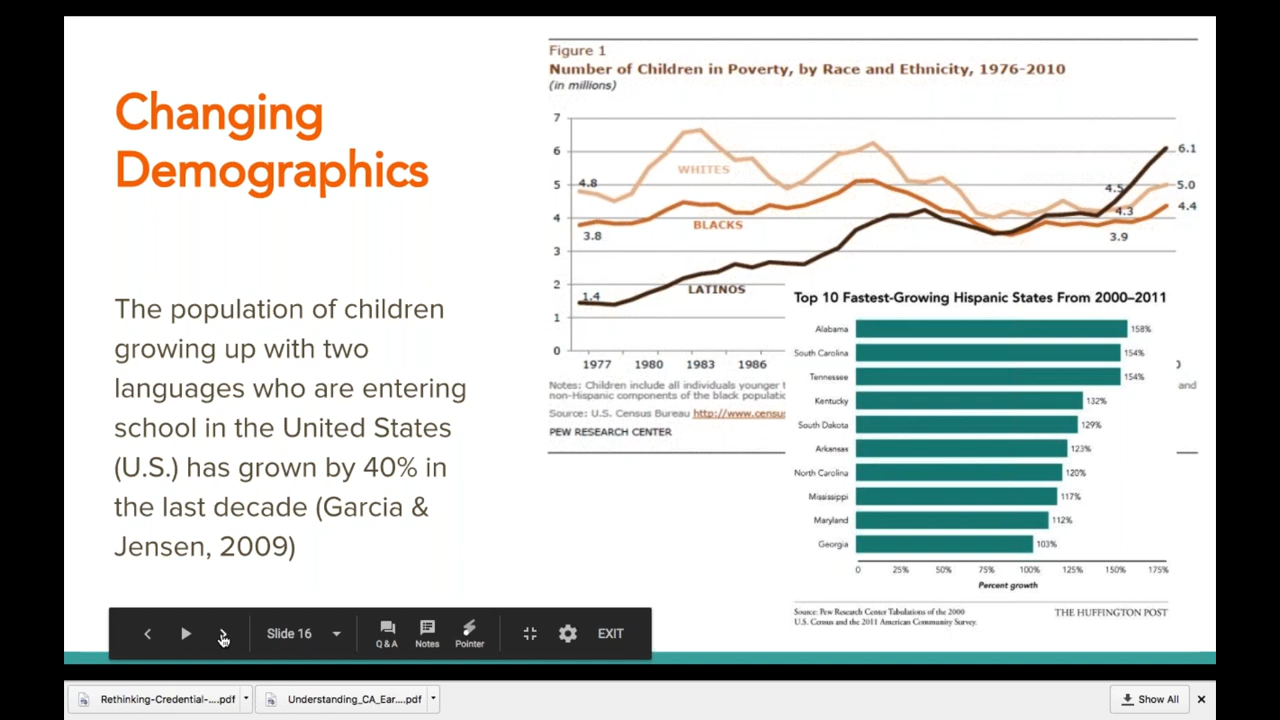 Changing
Demographics
The population of children
growing up with two
languages who are entering
school in the United States
(U.S.) has grown by 40% in
the last decade (Garcia &
Jensen, 2009)
Figure 1
Number of Children in Poverty, by Race and Ethnicity, 1976-2010
(in millions)
7
6
5
4
3
2
1
0
4.8
3.8
1.4
WHITES
BLACKS
LATINOS
4.5
4.3
3.9
6.1
5.0
4.4
1977 1980 1983 1986
Notes: Children include all individuals younger and
non-Hispanic components of the black
Source: U.S. Census Bureau
PEW RESEARCH CENTER
Top 10 Fastest-Growing Hispanic States From 2000–2011
Alabama 158%
South Carolina 154%
Tennessee 154%
Kentucky 132%
South Dakota 129%
Arkansas 123%
North Carolina 120%
Mississippi 117%
Maryland 112%
Georgia 103%
0 25% 50% 75% 100% 125% 150% 175%
Percent growth
Source: Pew Research Center Tabulations of the 2000
U.S. Census and the 2011 American Community Survey.
THE HUFFINGTON POST
Slide 16
Q & A Notes Pointer
EXIT
Rethinking-Credential-....pdf Understanding_CA_Ear....pdf Show All